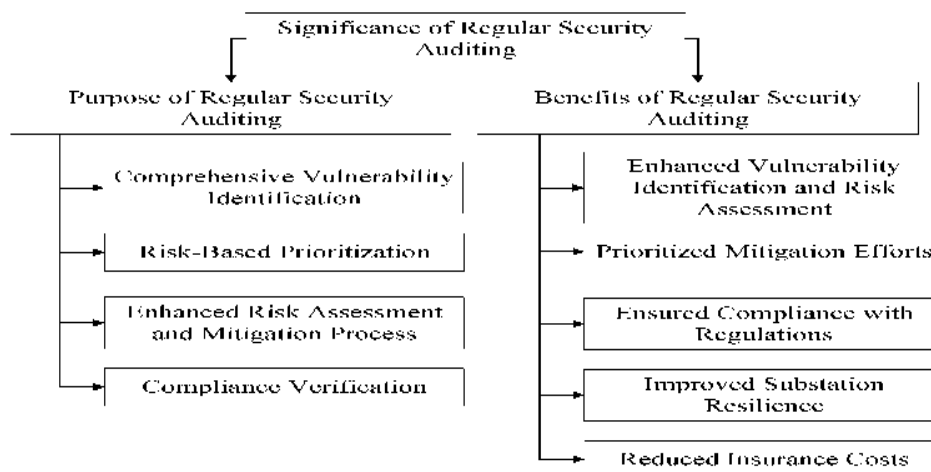 Significance of Regular Security
Auditing
Purpose of Regular Security
Auditing
Comprehensive Vulnerability
Identification
Risk-Based Prioritization
Enhanced Risk Assessment
and Mitigation Process
Compliance Verification
Benefits of Regular Security
Auditing
Enhanced Vulnerability
Identification and Risk
Assessment
Prioritized Mitigation Efforts
Ensured Compliance with
Regulations
Improved Substation
Resilience
Reduced Insurance Costs